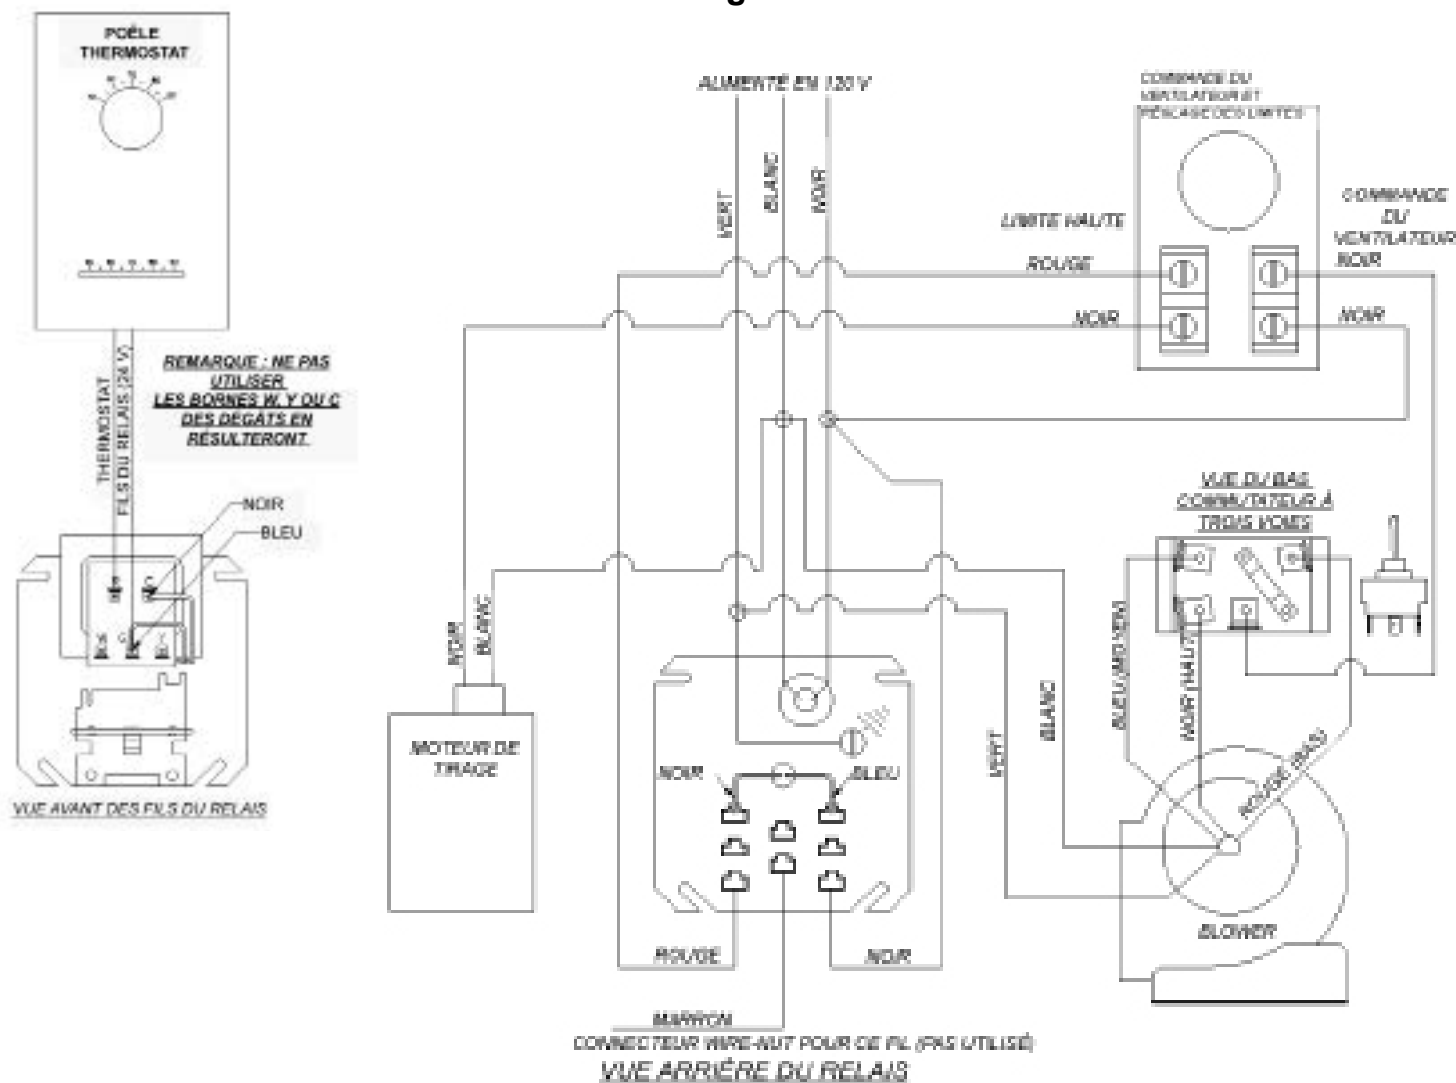 g
POÊLE
THERMOSTAT
THERMOSTAT
FILS DU RELAIS (24 V)
REMARQUE : NE PAS
UTILISER
LES BORNES W, Y OU C
DES DÉGÂTS EN
RÉSULTERONT
NOIR
BLEU
VUE AVANT DES FILS DU RELAIS
ALIMENTÉ EN 120 V
VERT
BLANC
NOIR
COMMANDE DU
VENTILATEUR ET
RÉGLAGE DES LIMITES
LIMITE HAUTE
COMMANDE
DU
VENTILATEUR
ROUGE
NOIR
NOIR
NOIR
VUE DU BAS
COMMUTATEUR À
TROIS VOIES
NOIR
BLANC
MOTEUR DE
TIRAGE
NOIR
BLEU
VERT
BLANC
BLEU (MOYEN)
NOIR (HAUT)
ROUGE (BAS)
BLOWER
ROUGE
NOIR
MARRON
CONNECTEUR WIRE-NUT POUR CE FIL (PAS UTILISÉ)
VUE ARRIÈRE DU RELAIS